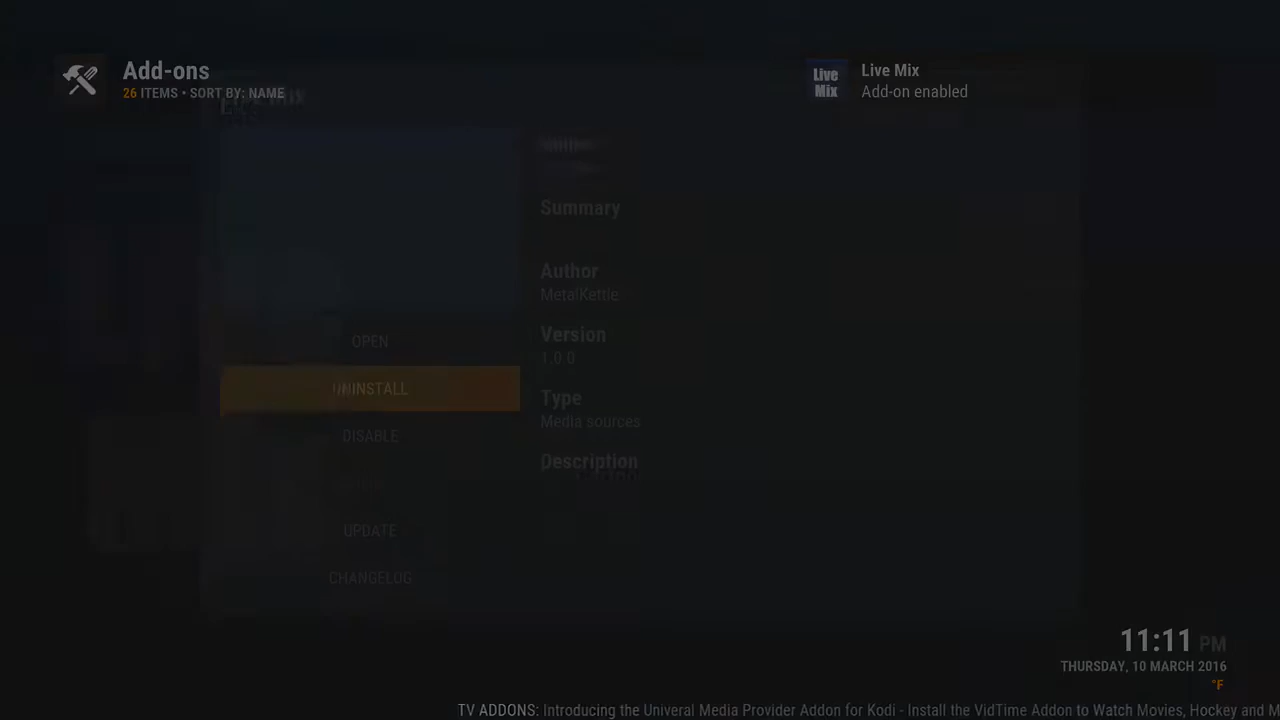 Add-ons
26 ITEMS • SORT BY: NAME
Live Mix
Live Mix
Add-on enabled
Summary
Author
MetalKettle
Version
1.0.0
Type
Media sources
Description
OPEN
UNINSTALL
DISABLE
UPDATE
CHANGELOG
11:11 PM
THURSDAY, 10 MARCH 2016
°F
TV ADDONS: Introducing the Univeral Media Provider Addon for Kodi - Install the VidTime Addon to Watch Movies, Hockey and M